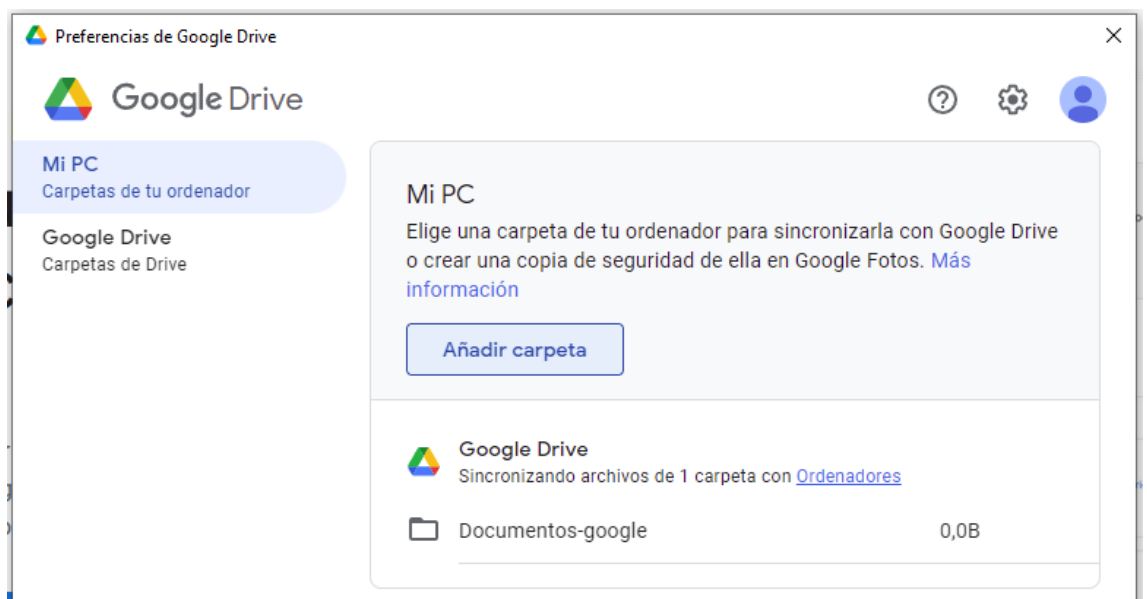 Preferencias de Google Drive
Google Drive
Mi PC
Carpetas de tu ordenador
Google Drive
Carpetas de Drive
Mi PC
Elige una carpeta de tu ordenador para sincronizarla con Google Drive
o crear una copia de seguridad de ella en Google Fotos. Más
información
Añadir carpeta
Google Drive
Sincronizando archivos de 1 carpeta con Ordenadores
Documentos-google 0,0B